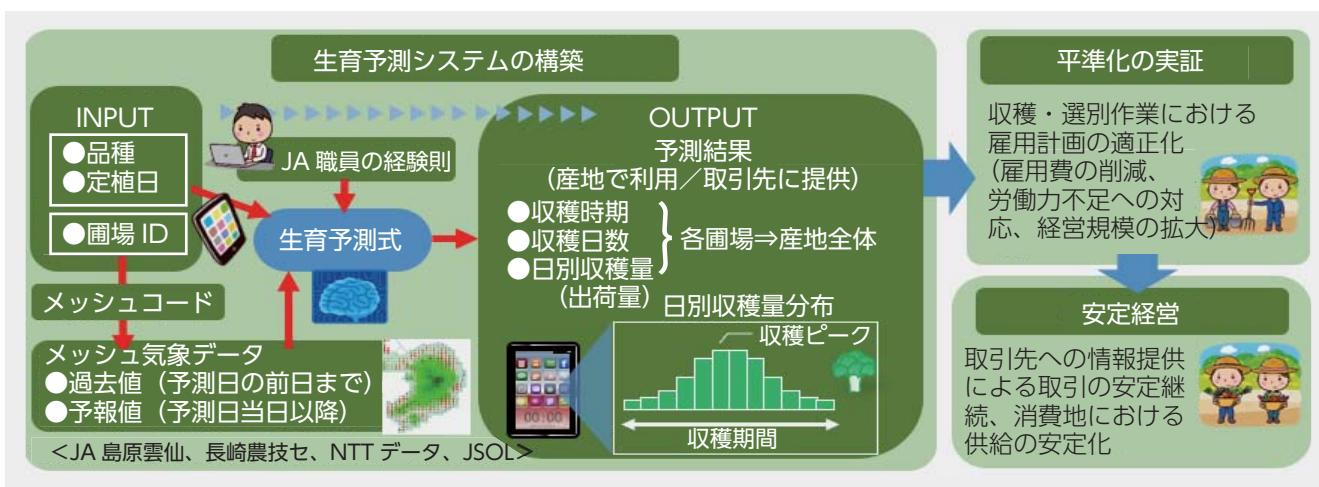 生育予測システムの構築
INPUT
●品種
●定植日
●圃場 ID
JA 職員の経験則
生育予測式
メッシュコード
メッシュ気象データ
●過去値（予測日の前日まで）
●予報値（予測日当日以降）
＜JA 島原雲仙、長崎農技セ、NTT データ、JSOL＞
OUTPUT
予測結果
（産地で利用／取引先に提供）
●収穫時期
●収穫日数
●日別収穫量
（出荷量）
各圃場⇒産地全体
日別収穫量分布
収穫ピーク
収穫期間
00:00
平準化の実証
収穫・選別作業における
雇用計画の適正化
（雇用費の削減、
労働力不足への対
応、経営規模の拡大）
安定経営
取引先への情報提供
による取引の安定継
続、消費地における
供給の安定化